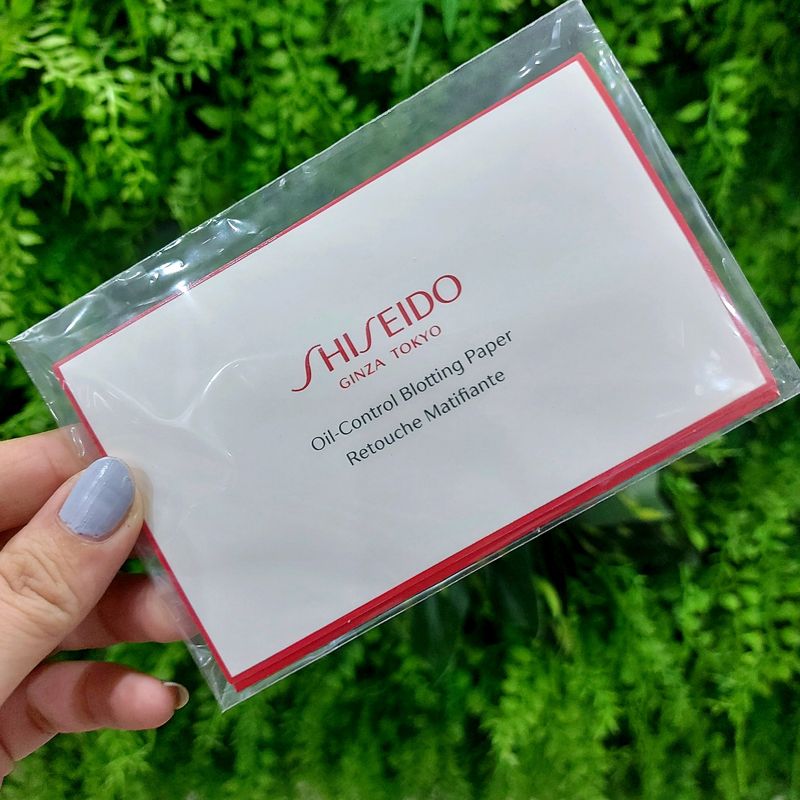 SHISEIDO
GINZA TOKYO
Oil-Control Blotting Paper
Retouche Matifiante